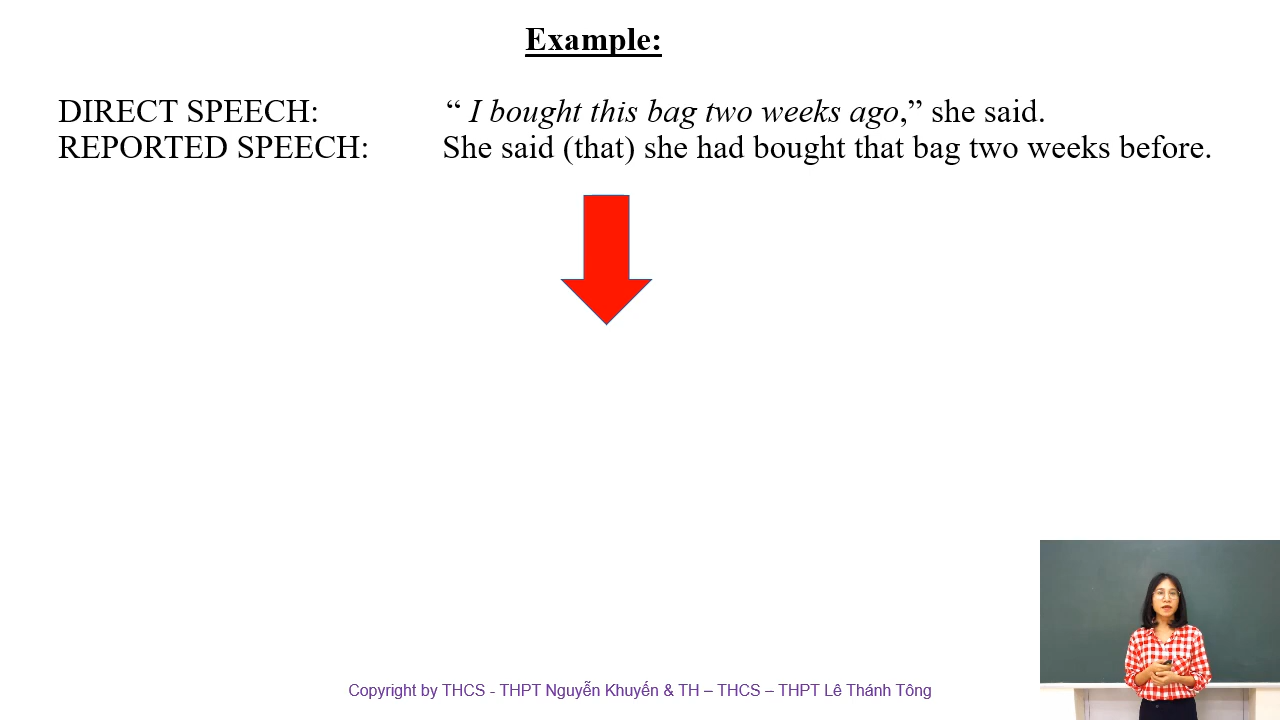 Example:
DIRECT SPEECH: “ I bought this bag two weeks ago,” she said.
REPORTED SPEECH: She said (that) she had bought that bag two weeks before.
Copyright by THCS - THPT Nguyễn Khuyến & TH – THCS – THPT Lê Thánh Tông